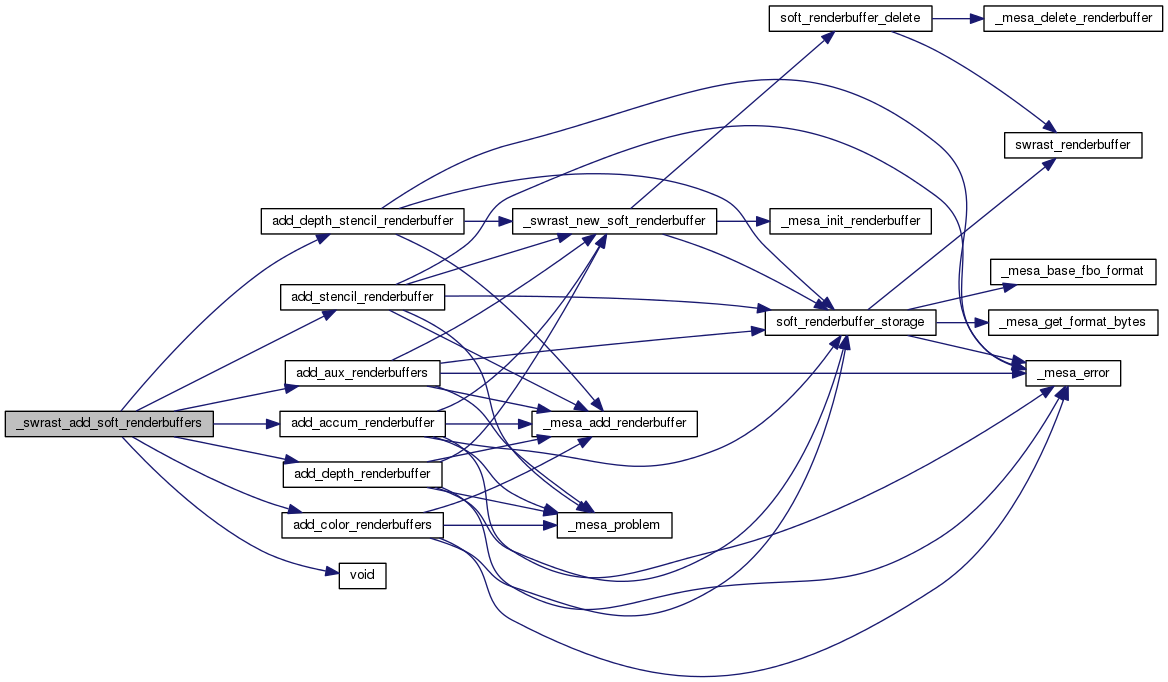 soft_renderbuffer_delete
_mesa_delete_renderbuffer
swrast_renderbuffer
add_depth_stencil_renderbuffer
_swrast_new_soft_renderbuffer
_mesa_init_renderbuffer
_mesa_base_fbo_format
add_stencil_renderbuffer
soft_renderbuffer_storage
_mesa_get_format_bytes
add_aux_renderbuffers
_mesa_error
_swrast_add_soft_renderbuffers
add_accum_renderbuffer
_mesa_add_renderbuffer
add_depth_renderbuffer
add_color_renderbuffers
_mesa_problem
void